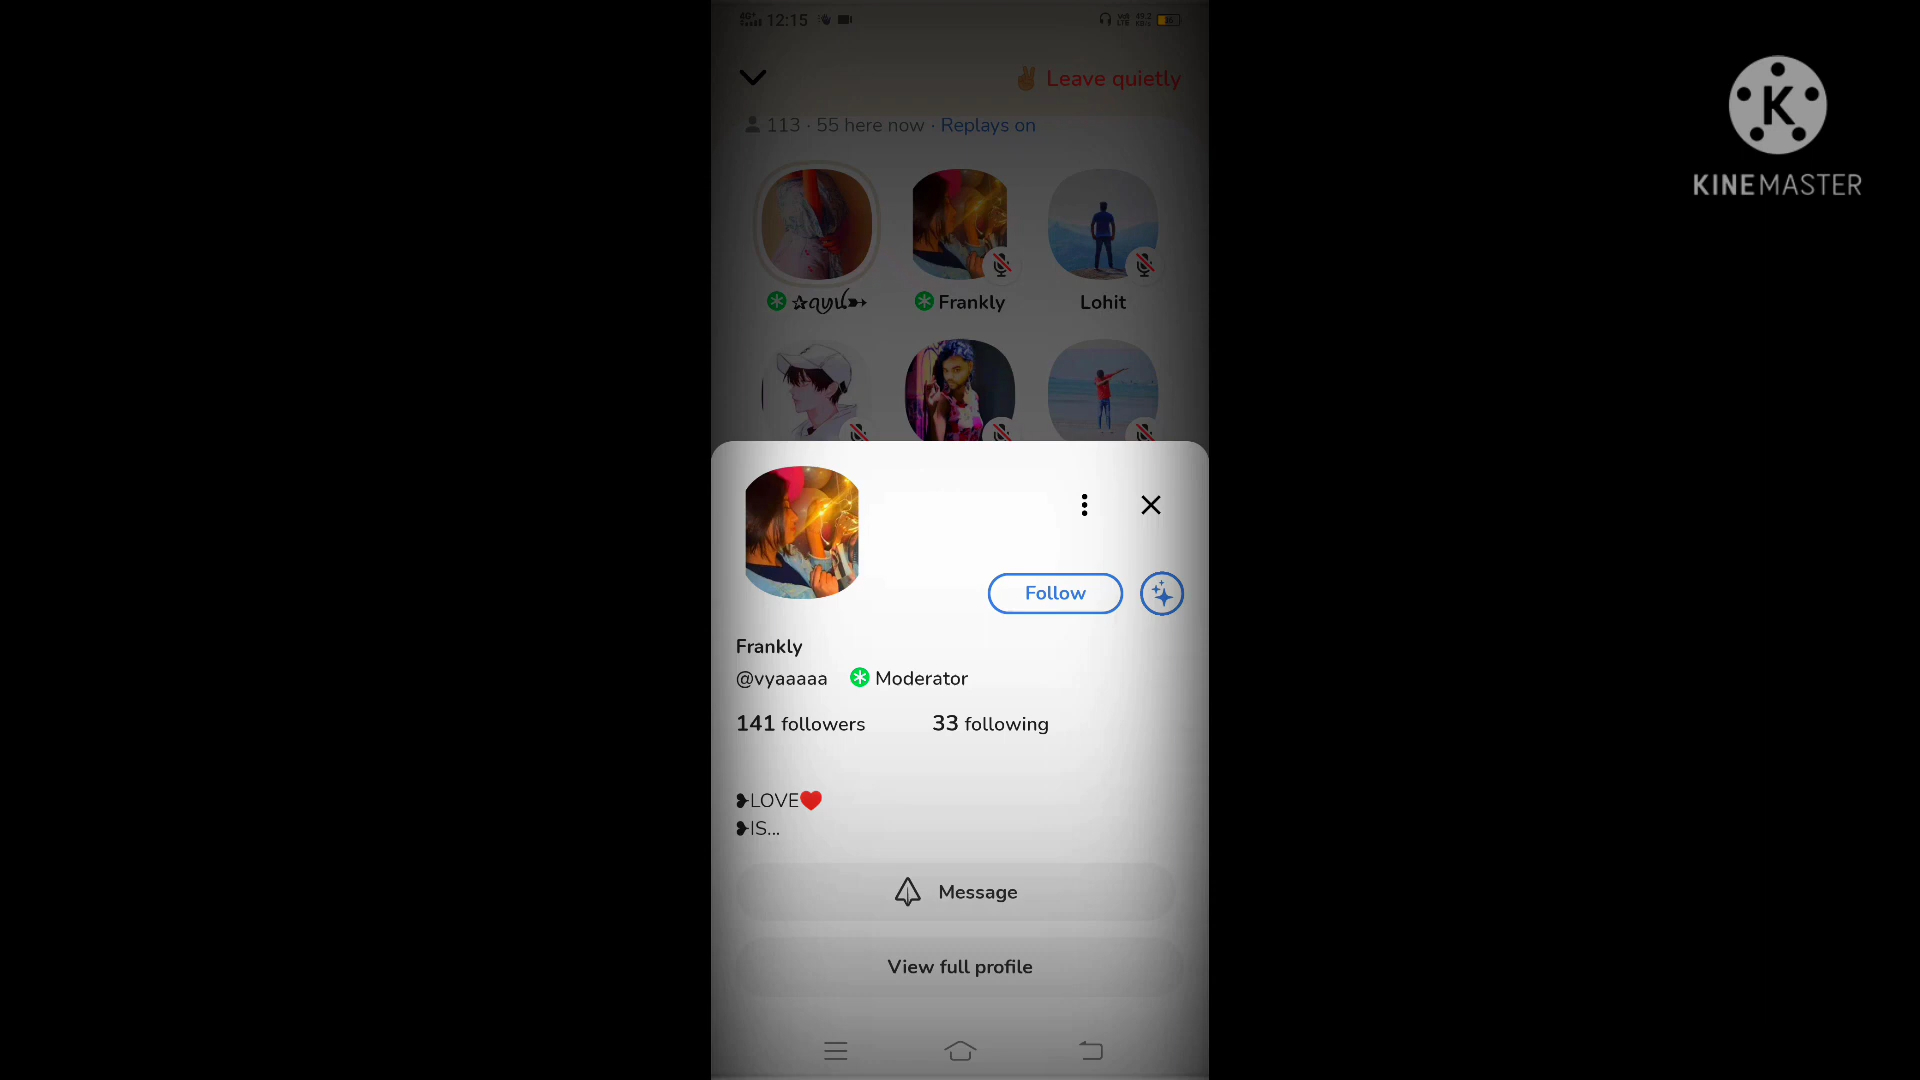 12:15
✌ Leave quietly
113 · 55 here now · Replays on
Frankly
Lohit
Follow
Frankly
@vyaaaaa Moderator
141 followers 33 following
❥LOVE❤
❥IS...
Message
View full profile
K
KINEMASTER